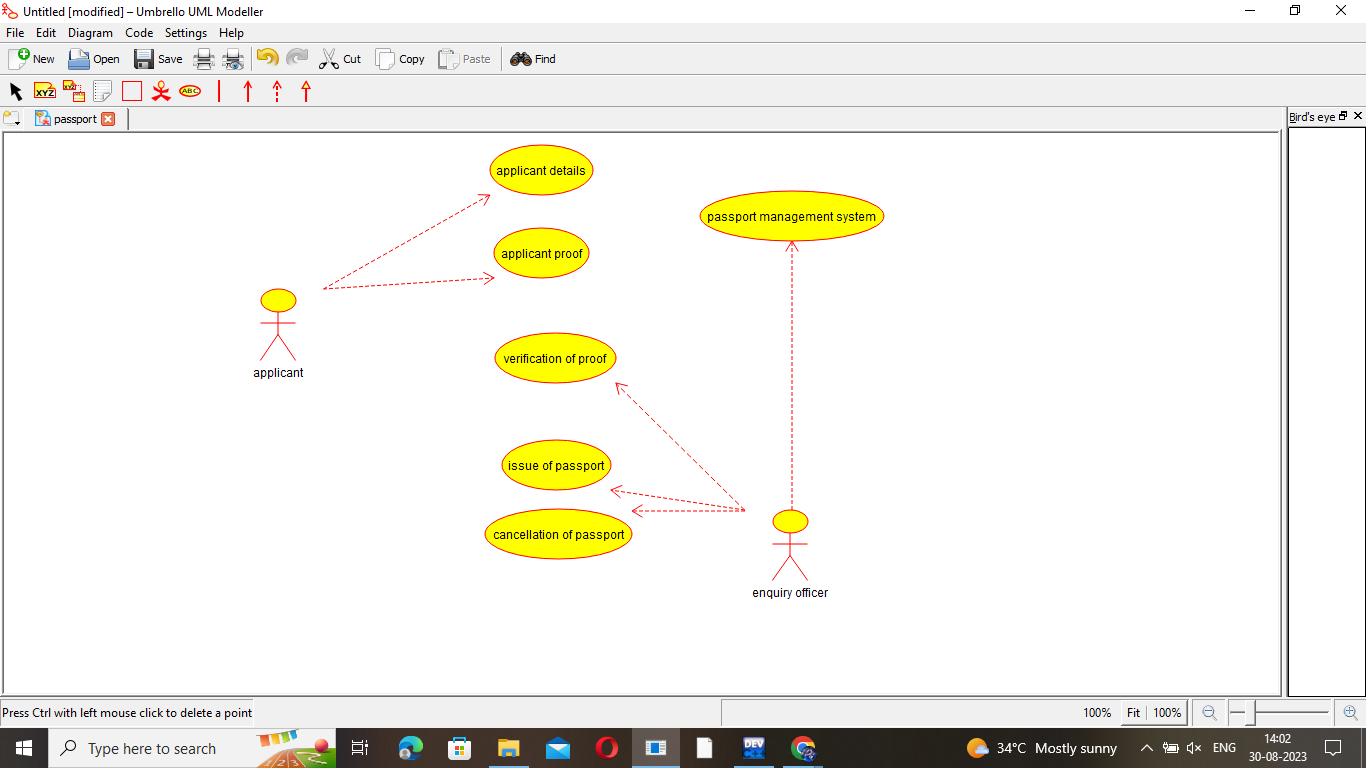 Untitled [modified] – Umbrello UML Modeller
File Edit Diagram Code Settings Help
New Open Save Cut Copy Paste Find
XYZ XYZ ABC
passport
Bird's eye
applicant details
passport management system
applicant proof
applicant
verification of proof
issue of passport
cancellation of passport
enquiry officer
Press Ctrl with left mouse click to delete a point
100% Fit 100%
Type here to search
DEV
34°C Mostly sunny
ENG
14:02
30-08-2023